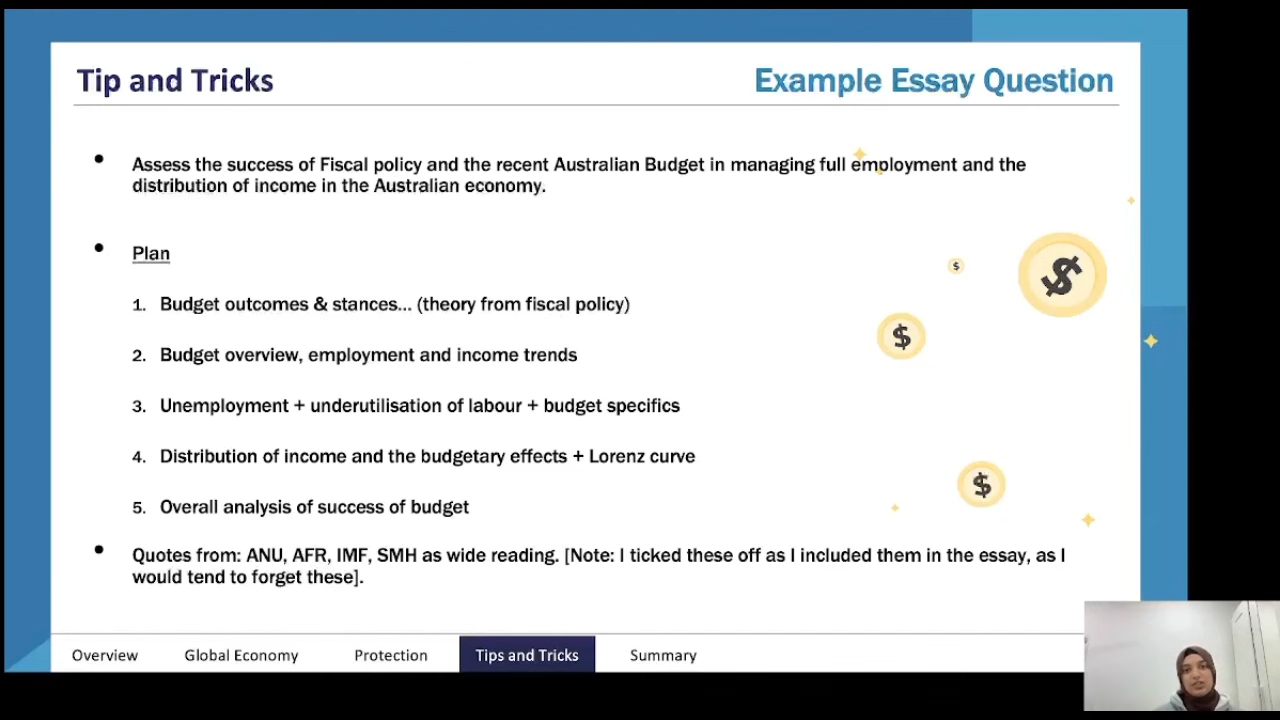 Tip and Tricks
Example Essay Question
• Assess the success of Fiscal policy and the recent Australian Budget in managing full employment and the
distribution of income in the Australian economy.
• Plan
1. Budget outcomes & stances... (theory from fiscal policy)
2. Budget overview, employment and income trends
3. Unemployment + underutilisation of labour + budget specifics
4. Distribution of income and the budgetary effects + Lorenz curve
5. Overall analysis of success of budget
• Quotes from: ANU, AFR, IMF, SMH as wide reading. [Note: I ticked these off as I included them in the essay, as I
would tend to forget these].
$
$
$
$
Overview Global Economy Protection Tips and Tricks Summary